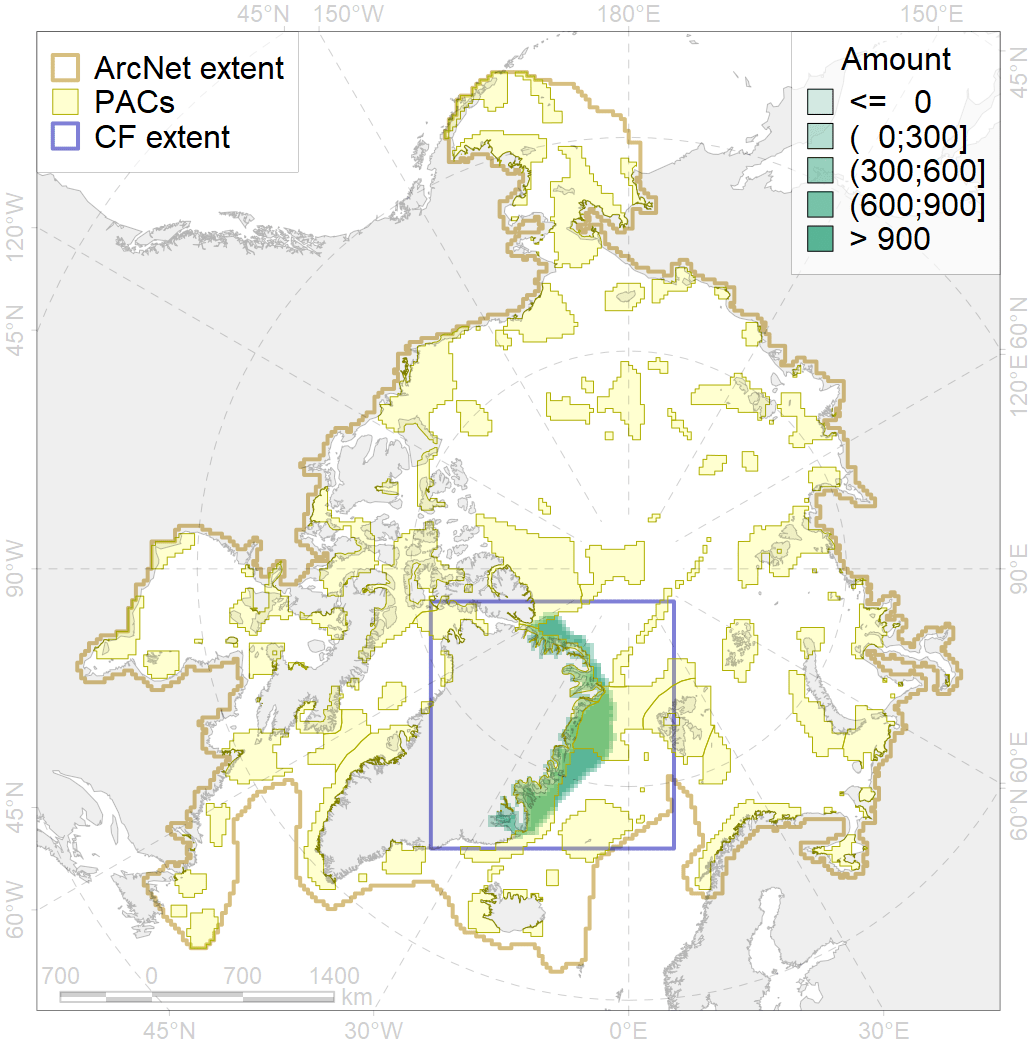 45°N 150°W 180°E 150°E
ArcNet extent
PACs
CF extent
Amount
<= 0
( 0;300]
(300;600]
(600;900]
> 900
45°N
120°W
45°N
60°N
120°E
90°W
90°E
45°N
60°E
60°N
60°W
700 0 700 1400
km
45°N 30°W 0°E 30°E